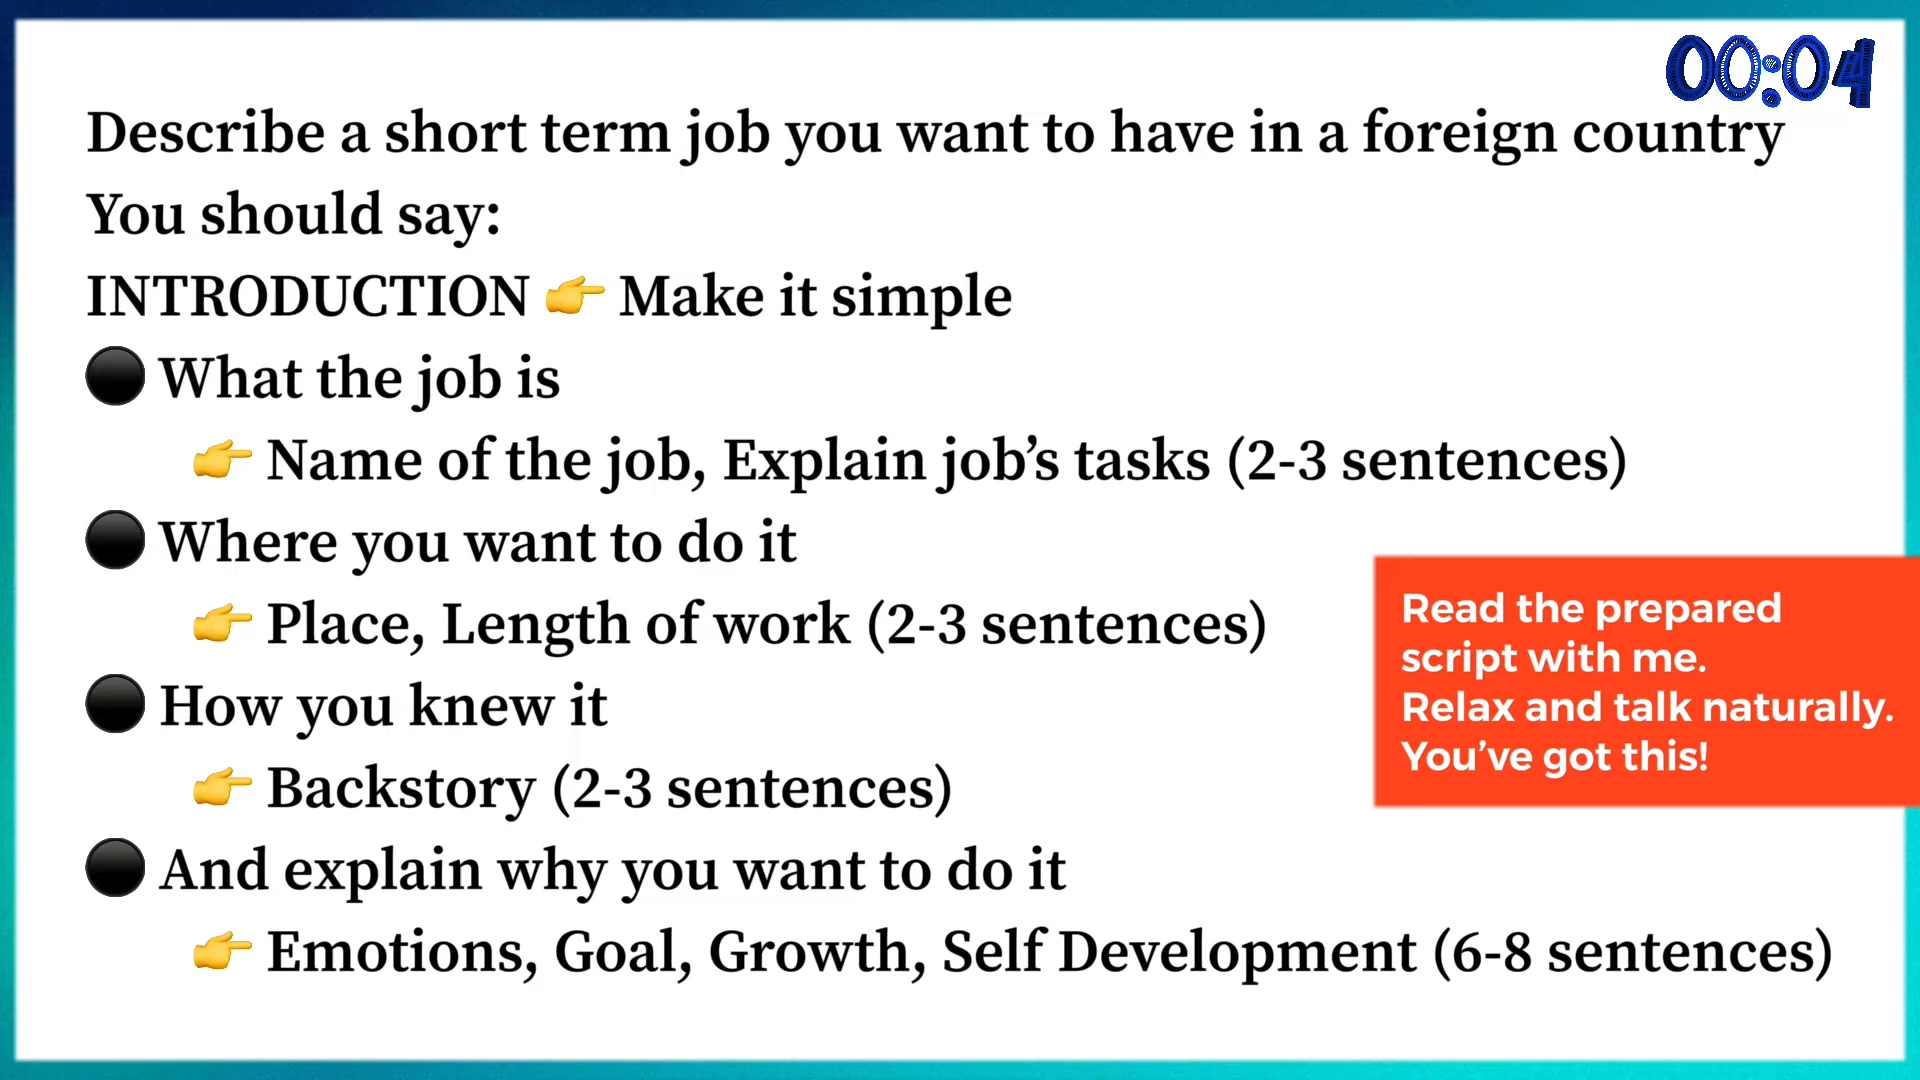 00:04
Describe a short term job you want to have in a foreign country
You should say:
INTRODUCTION 👉 Make it simple
⚫ What the job is
👉 Name of the job, Explain job’s tasks (2-3 sentences)
⚫ Where you want to do it
👉 Place, Length of work (2-3 sentences)
⚫ How you knew it
👉 Backstory (2-3 sentences)
⚫ And explain why you want to do it
👉 Emotions, Goal, Growth, Self Development (6-8 sentences)
Read the prepared
script with me.
Relax and talk naturally.
You’ve got this!